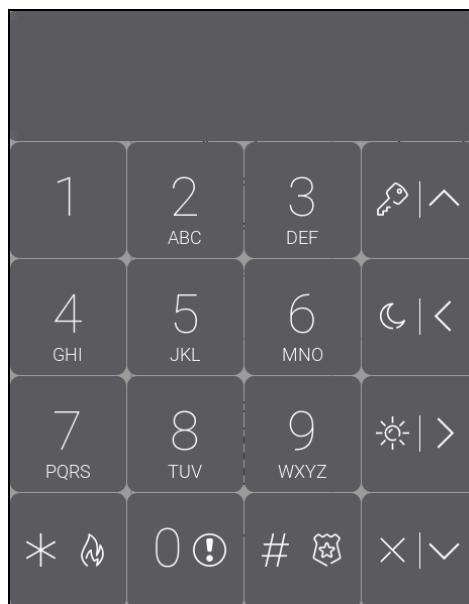 1 2 3
ABC DEF
4 5 6
GHI JKL MNO
7 8 9
PQRS TUV WXYZ
* 0 ! #